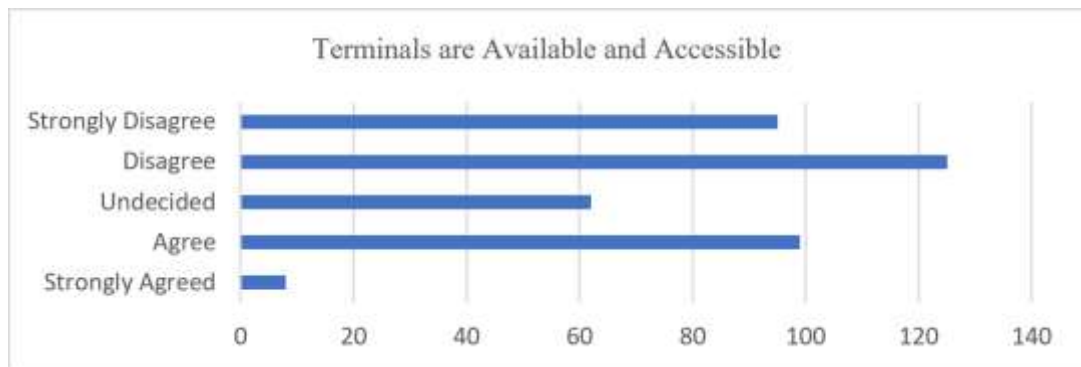 Terminals are Available and Accessible
Strongly Disagree
Disagree
Undecided
Agree
Strongly Agreed
0 20 40 60 80 100 120 140